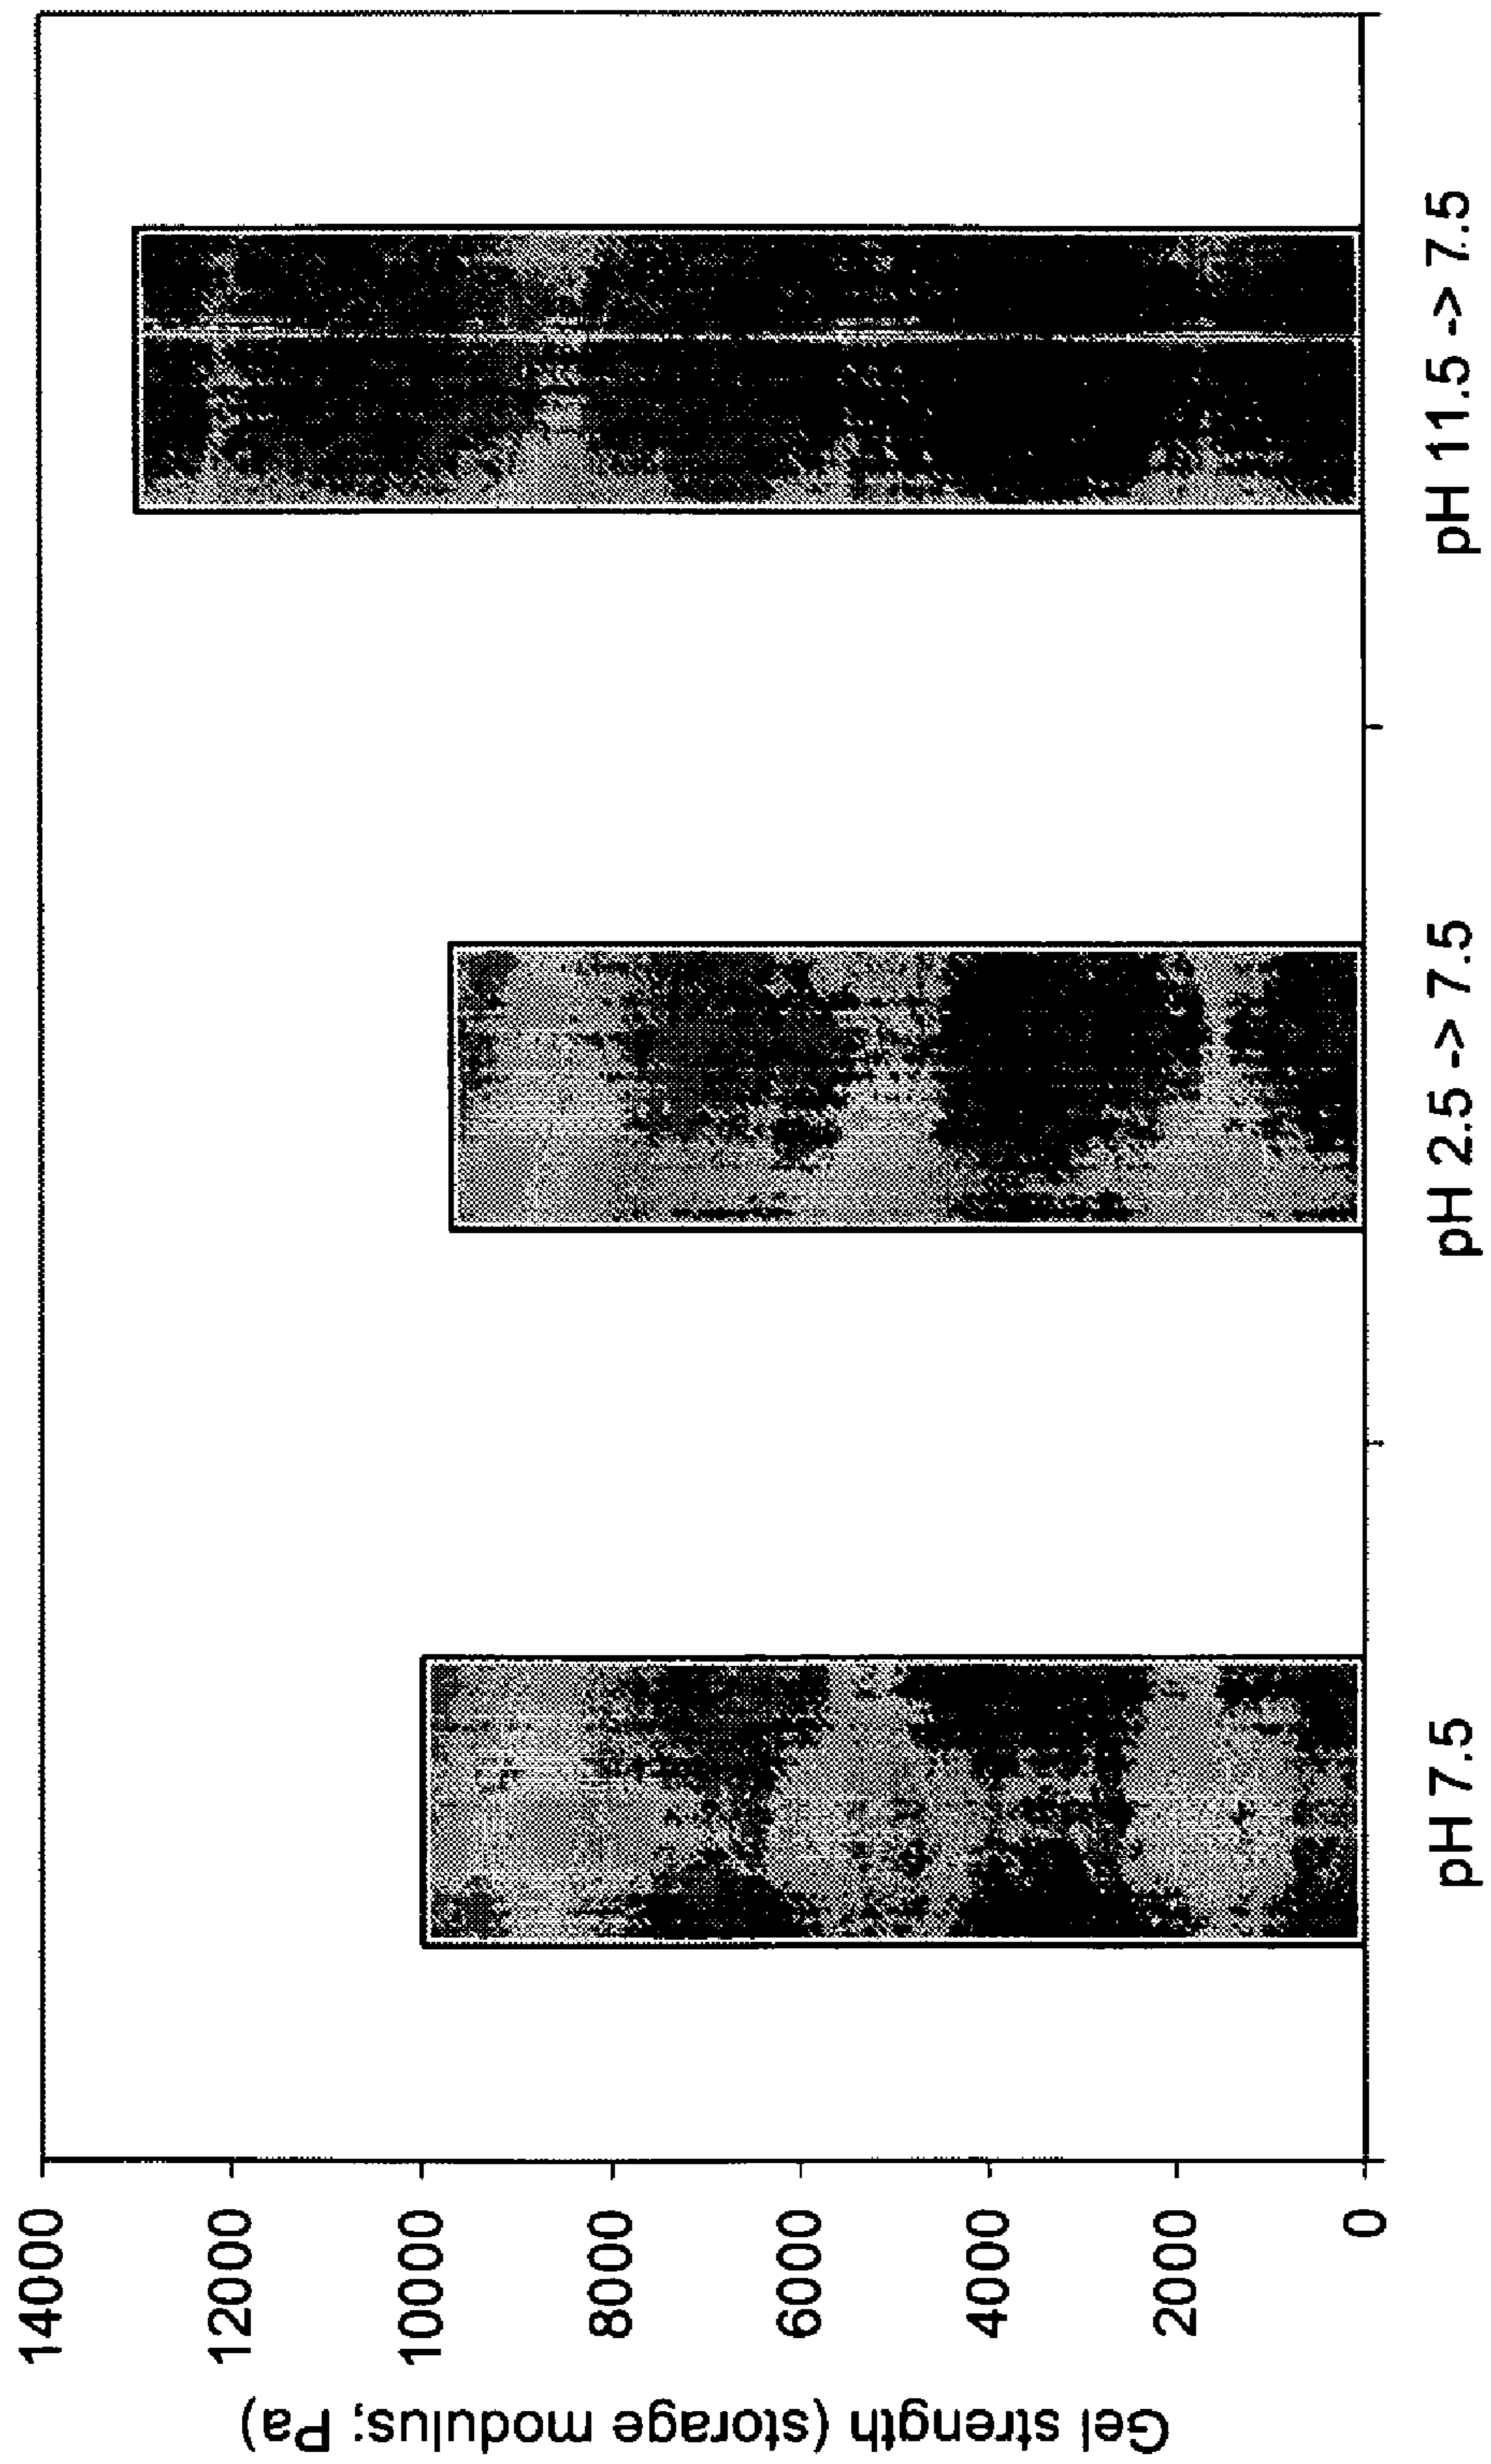 Gel strength (storage modulus; Pa)
14000
12000
10000
8000
6000
4000
2000
0
pH 7.5
pH 2.5 -> 7.5
pH 11.5 -> 7.5